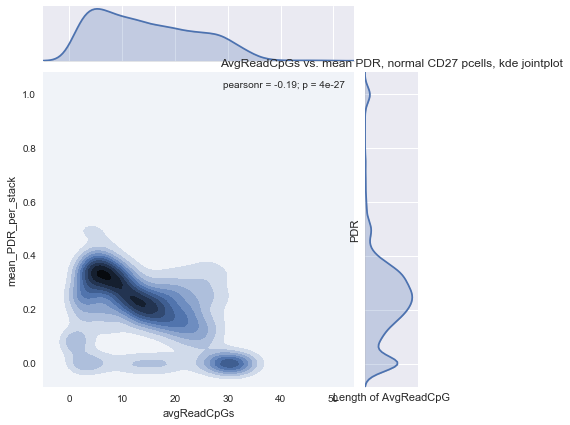 AvgReadCpGs vs. mean PDR, normal CD27 pcells, kde jointplot
pearsonr = -0.19; p = 4e-27
1.0
0.8
0.6
0.4
0.2
0.0
mean_PDR_per_stack
PDR
0
10
20
30
40
50
avgReadCpGs
Length of AvgReadCpG